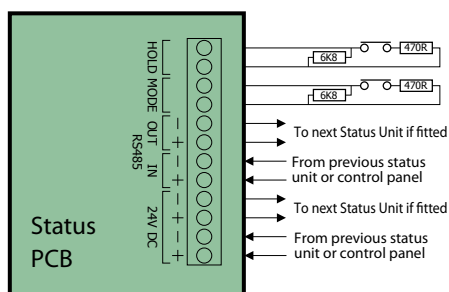 HOLD
MODE
OUT
IN
RS485
24V DC
- + - + - + - +
6K8
470R
6K8
470R
To next Status Unit if fitted
From previous status
unit or control panel
To next Status Unit if fitted
From previous status
unit or control panel
Status
PCB